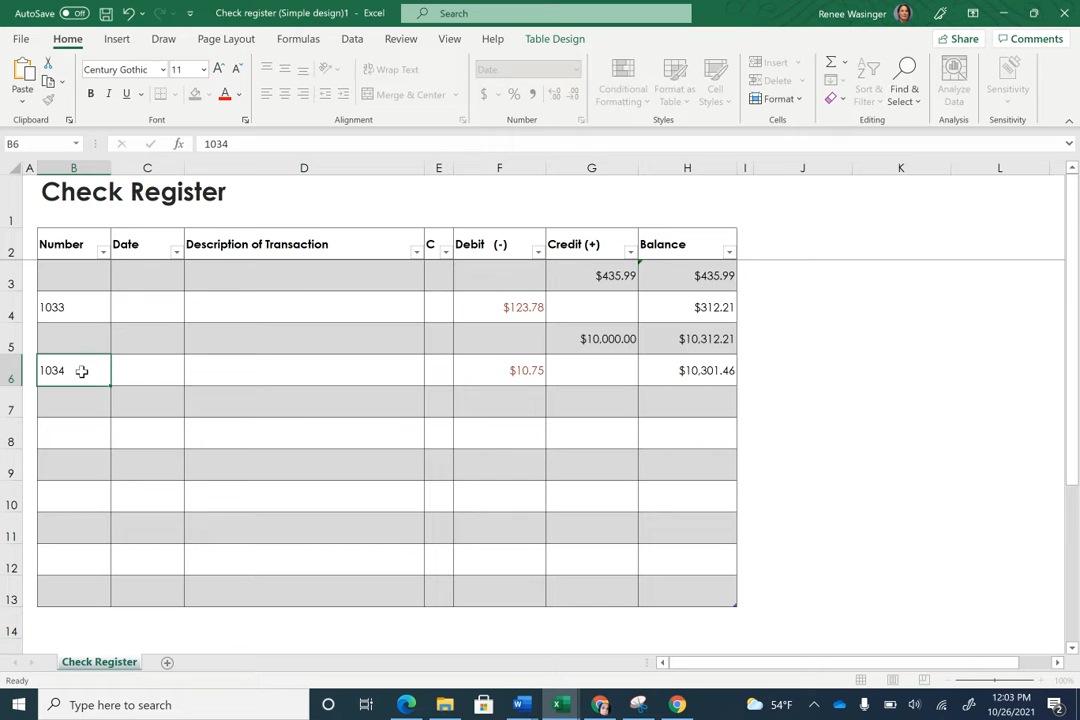 AutoSave Off Check register (Simple design)1 - Excel Search Renee Wasinger
File Home Insert Draw Page Layout Formulas Data Review View Help Table Design Share Comments
Paste Century Gothic 11 A A Wrap Text Date Conditional Formatting Format as Table Cell Styles Insert Delete Format Sort & Filter Find & Select Analyze Data Sensitivity
B I U A Merge & Center $ % 9
Clipboard Font Alignment Number Styles Cells Editing Analysis Sensitivity
B6 fx 1034
A B C D E F G H I J K L
Check Register
1
Number Date Description of Transaction C Debit (-) Credit (+) Balance
2
$435.99 $435.99
3
1033 $123.78 $312.21
4
$10,000.00 $10,312.21
5
1034 $10.75 $10,301.46
6
7
8
9
10
11
12
13
14
Check Register
Ready 100%
Type here to search 54°F 12:03 PM
10/26/2021 2